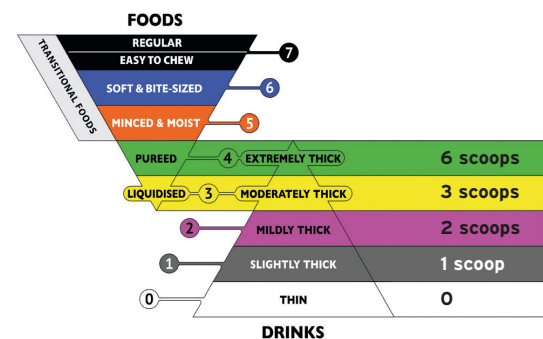 FOODS
REGULAR
7
EASY TO CHEW
TRANSITIONAL FOODS
SOFT & BITE-SIZED 6
MINCED & MOIST 5
PUREED 4 EXTREMELY THICK 6 scoops
LIQUIDISED 3 MODERATELY THICK 3 scoops
2 MILDLY THICK 2 scoops
1 SLIGHTLY THICK 1 scoop
0 THIN 0
DRINKS